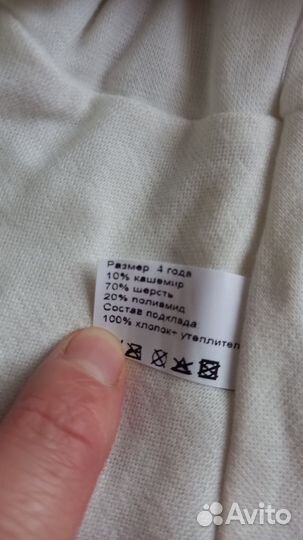 Размер 4 года
10% кашемир
70% шерсть
20% полиамид
Состав подклада
100% хлопок+ утеплител
Avito